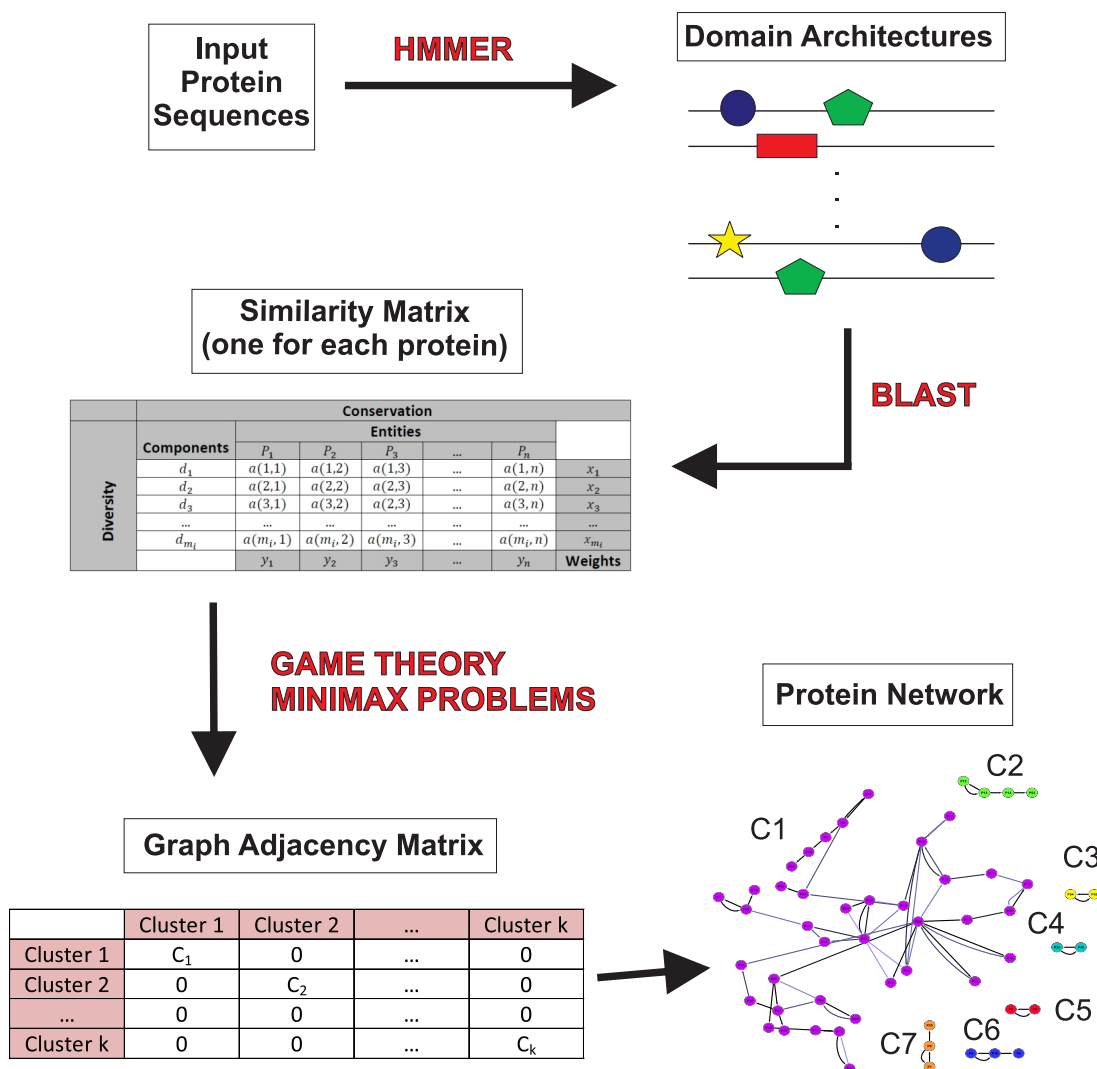 Input
Protein
Sequences
HMMER
Domain Architectures
Similarity Matrix
(one for each protein)
BLAST
Conservation
Diversity
Components
Entities
P₁ P₂ P₃ ... Pₙ
d₁ a(1,1) a(1,2) a(1,3) ... a(1,n) x₁
d₂ a(2,1) a(2,2) a(2,3) ... a(2,n) x₂
d₃ a(3,1) a(3,2) a(2,3) ... a(3,n) x₃
... ... ... ... ... ... ...
dₘᵢ a(mᵢ,1) a(mᵢ,2) a(mᵢ,3) ... a(mᵢ,n) xₘᵢ
y₁ y₂ y₃ ... yₙ Weights
GAME THEORY
MINIMAX PROBLEMS
Protein Network
Graph Adjacency Matrix
Cluster 1 Cluster 2 ... Cluster k
Cluster 1 C₁ 0 ... 0
Cluster 2 0 C₂ ... 0
... 0 0 ... 0
Cluster k 0 0 ... Cₖ
C1
C2
C3
C4
C5
C6
C7